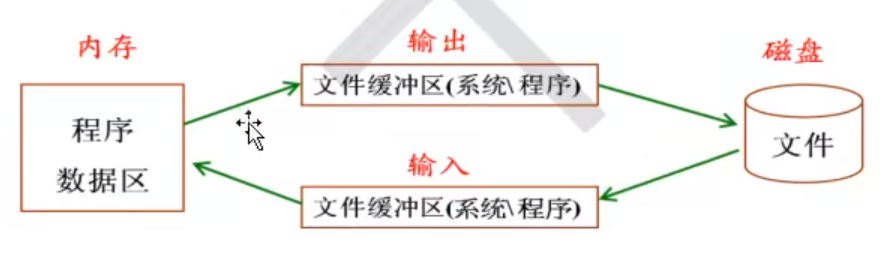 内存
输出
磁盘
文件缓冲区(系统\程序)
程序
数据区
文件
输入
文件缓冲区(系统\程序)